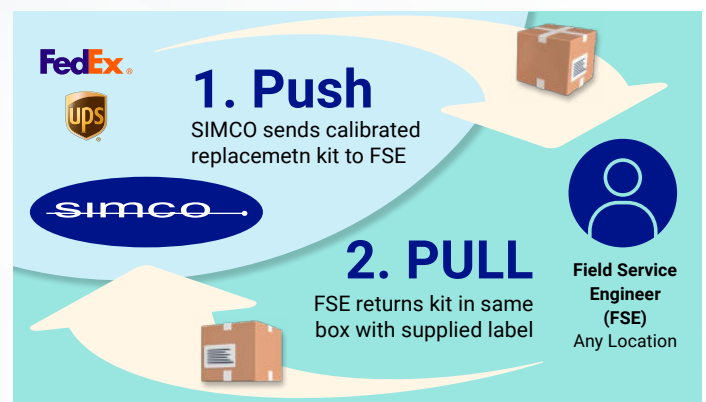 FedEx®
ups
1. Push
SIMCO sends calibrated
replacemetn kit to FSE
simco
2. PULL
FSE returns kit in same
box with supplied label
Field Service
Engineer
(FSE)
Any Location